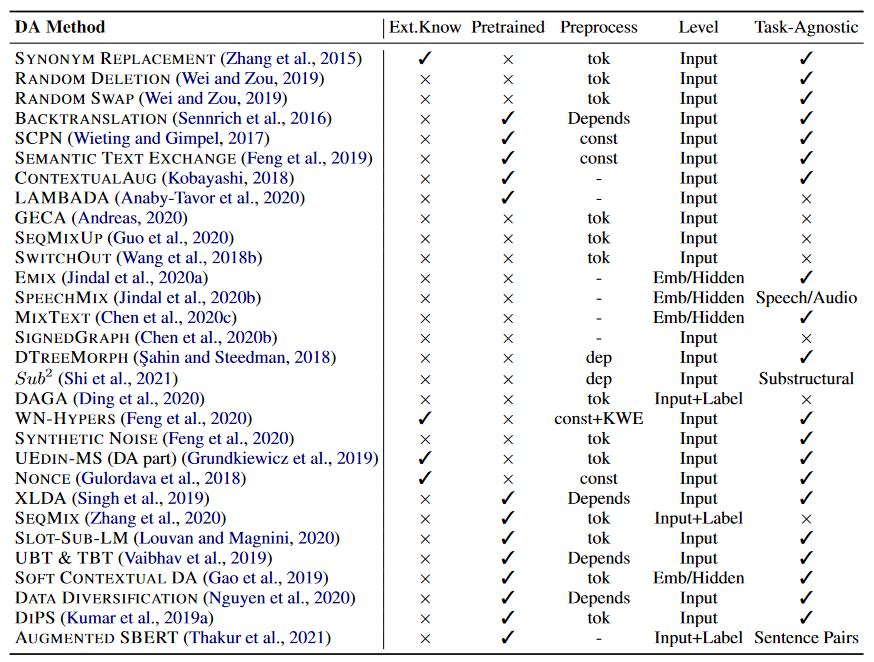 DA Method Ext.Know Pretrained Preprocess Level Task-Agnostic
SYNONYM REPLACEMENT (Zhang et al., 2015) ✓ × tok Input ✓
RANDOM DELETION (Wei and Zou, 2019) × × tok Input ✓
RANDOM SWAP (Wei and Zou, 2019) × × tok Input ✓
BACKTRANSLATION (Sennrich et al., 2016) × ✓ Depends Input ✓
SCPN (Wieting and Gimpel, 2017) × ✓ const Input ✓
SEMANTIC TEXT EXCHANGE (Feng et al., 2019) × ✓ const Input ✓
CONTEXTUALAUG (Kobayashi, 2018) × ✓ - Input ✓
LAMBADA (Anaby-Tavor et al., 2020) × ✓ - Input ×
GECA (Andreas, 2020) × × tok Input ×
SEQMIXUP (Guo et al., 2020) × × tok Input ×
SWITCHOUT (Wang et al., 2018b) × × tok Input ×
EMIX (Jindal et al., 2020a) × × - Emb/Hidden ✓
SPEECHMIX (Jindal et al., 2020b) × × - Emb/Hidden Speech/Audio
MIXTEXT (Chen et al., 2020c) × × - Emb/Hidden ✓
SIGNEDGRAPH (Chen et al., 2020b) × × - Input ×
DTREEMORPH (Şahin and Steedman, 2018) × × dep Input ✓
Sub² (Shi et al., 2021) × × dep Input Substructural
DAGA (Ding et al., 2020) × × tok Input+Label ×
WN-HYPERS (Feng et al., 2020) ✓ × const+KWE Input ✓
SYNTHETIC NOISE (Feng et al., 2020) × × tok Input ✓
UEDIN-MS (DA part) (Grundkiewicz et al., 2019) ✓ × tok Input ✓
NONCE (Gulordava et al., 2018) ✓ × const Input ✓
XLDA (Singh et al., 2019) × ✓ Depends Input ✓
SEQMIX (Zhang et al., 2020) × ✓ tok Input+Label ×
SLOT-SUB-LM (Louvan and Magnini, 2020) × ✓ tok Input ✓
UBT & TBT (Vaibhav et al., 2019) × ✓ Depends Input ✓
SOFT CONTEXTUAL DA (Gao et al., 2019) × ✓ tok Emb/Hidden ✓
DATA DIVERSIFICATION (Nguyen et al., 2020) × ✓ Depends Input ✓
DIPS (Kumar et al., 2019a) × ✓ tok Input ✓
AUGMENTED SBERT (Thakur et al., 2021) × ✓ - Input+Label Sentence Pairs